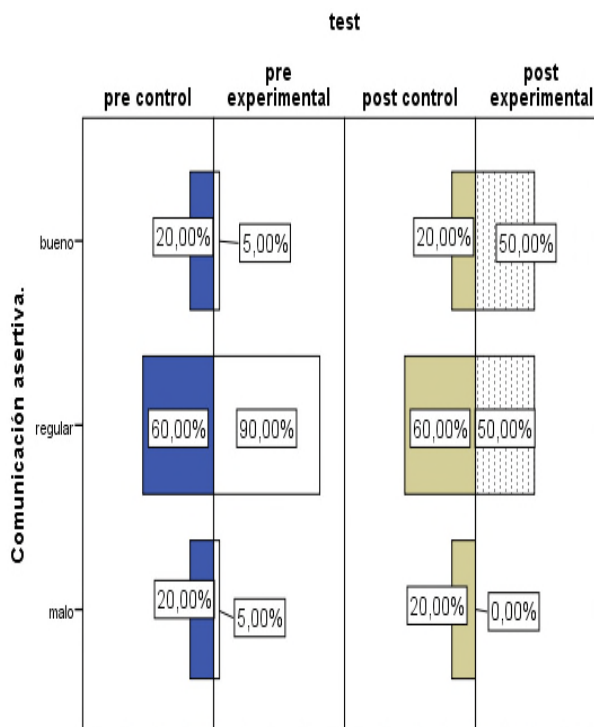 test
pre control
pre
experimental
post control
post
experimental
Comunicación asertiva.
bueno
20,00%
5,00%
20,00%
50,00%
regular
60,00%
90,00%
60,00%
50,00%
malo
20,00%
5,00%
20,00%
0,00%